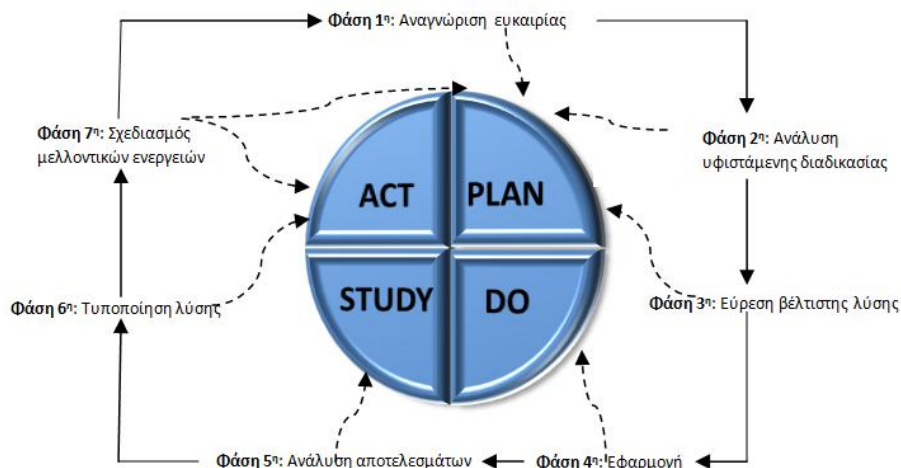 Φάση 1η: Αναγνώριση ευκαιρίας
Φάση 7η: Σχεδιασμός
μελλοντικών ενεργειών
Φάση 2η: Ανάλυση
υφιστάμενης διαδικασίας
ACT
PLAN
STUDY
DO
Φάση 6η: Τυποποίηση λύσης
Φάση 3η: Εύρεση βέλτιστης λύσης
Φάση 5η: Ανάλυση αποτελεσμάτων
Φάση 4η: Εφαρμογή